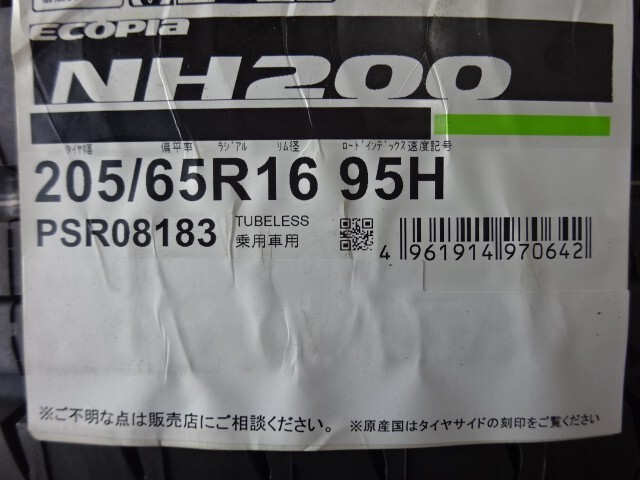 ECOPIA
NH200
タイヤ幅 偏平率 ラジアル リム径 ロードインデックス 速度記号
205/65R16 95H
PSR08183 TUBELESS
乗用車用
4 961914 970642
※ご不明な点は販売店にご相談ください。 ※原産国はタイヤサイドの刻印をご覧ください